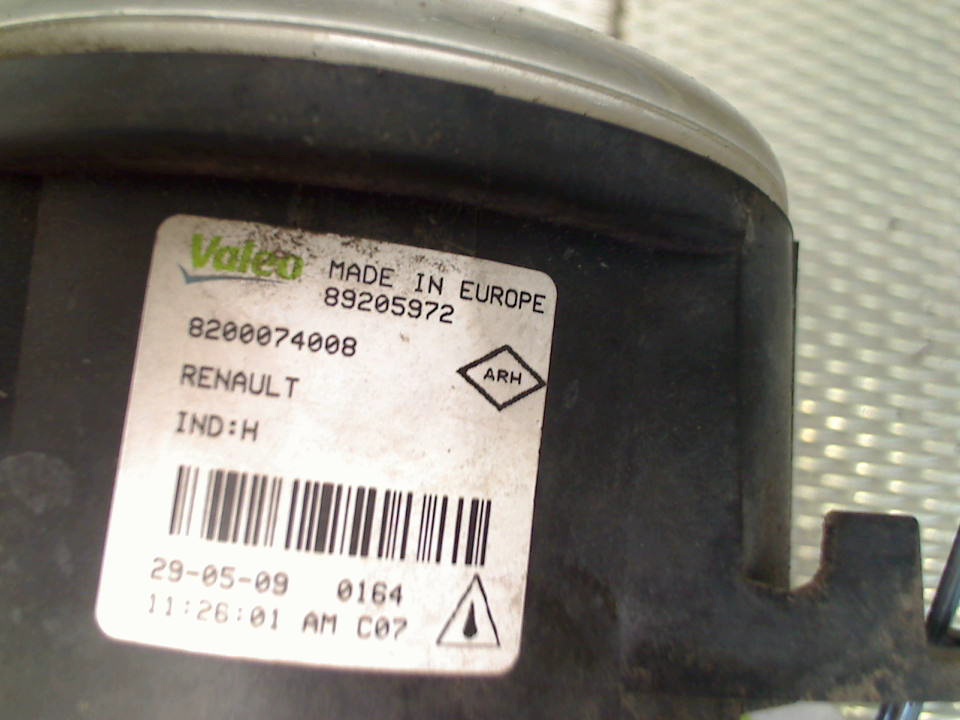 Valeo
MADE IN EUROPE
89205972
8200074008
ARH
RENAULT
IND:H
29-05-09 0164
11:26:01 AM C07